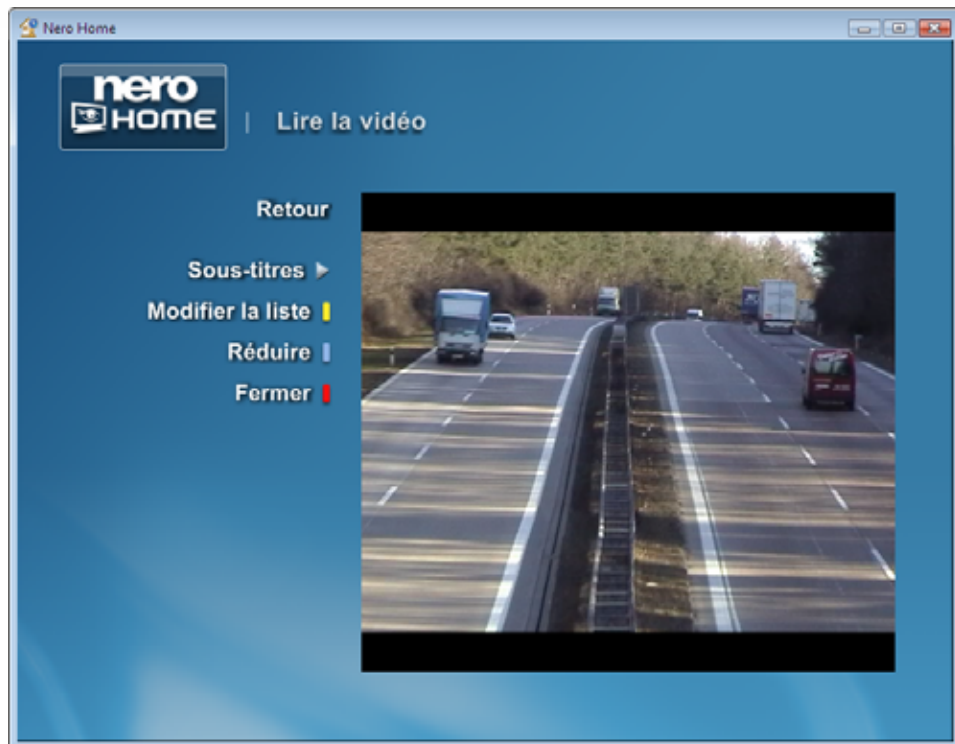 Nero Home
nero
HOME
| Lire la vidéo
Retour
Sous-titres
Modifier la liste
Réduire
Fermer